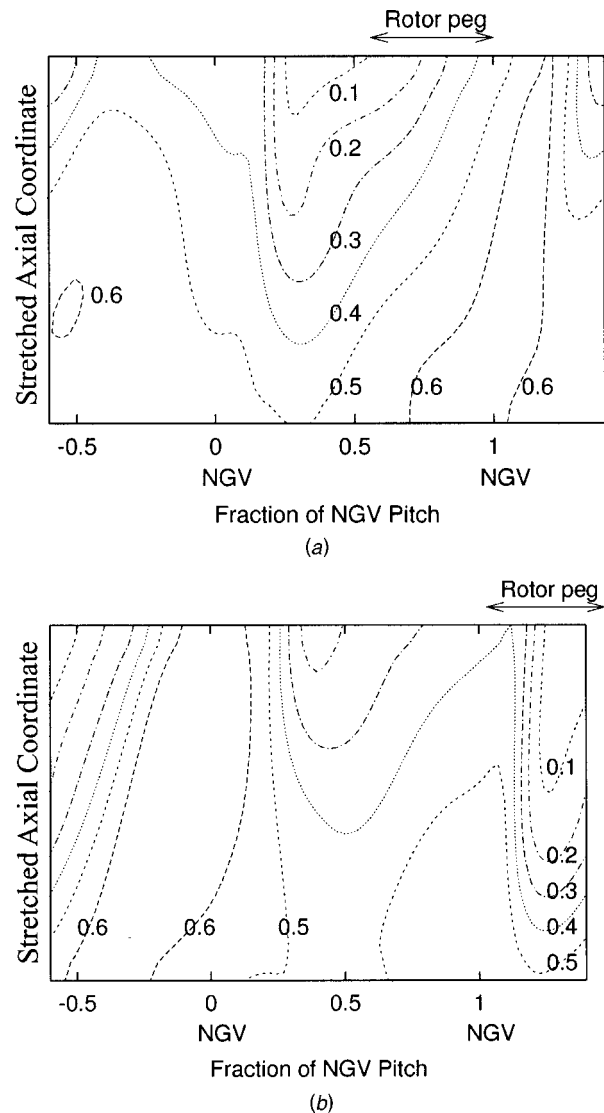 Rotor peg
Stretched Axial Coordinate
0.1
0.2
0.3
0.6
0.4
0.5
0.6
0.6
-0.5
0
0.5
1
NGV
NGV
Fraction of NGV Pitch
(a)
Rotor peg
Stretched Axial Coordinate
0.1
0.2
0.3
0.6
0.6
0.5
0.4
0.5
-0.5
0
0.5
1
NGV
NGV
Fraction of NGV Pitch
(b)